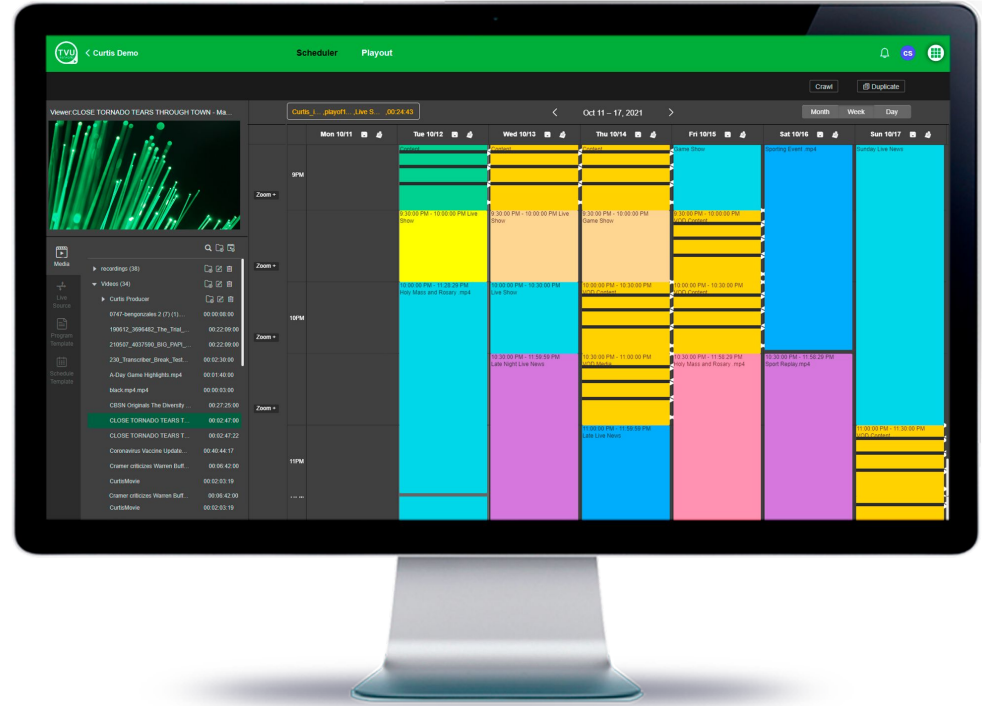 TVU
Curtis Demo
Scheduler
Playout
CS
Crawl
Duplicate
Viewer:CLOSE TORNADO TEARS THROUGH TOWN - Ma...
Curtis_i... ,playof1... ,Live S... ,00:24:43
Oct 11 – 17, 2021
Month
Week
Day
Mon 10/11
Tue 10/12
Wed 10/13
Thu 10/14
Fri 10/15
Sat 10/16
Sun 10/17
Media
Live
Source
Program
Template
Schedule
Template
recordings (38)
Videos (34)
Curtis Producer
0747-bengonzales 2 (7) (1)....
00:00:08:00
190612_3696482_The_Trial_...
00:22:09:00
210507_4037590_BIG_PAPI_...
00:22:09:00
230_Transcriber_Break_Test...
00:02:30:00
A-Day Game Highlights.mp4
00:01:40:00
black.mp4.mp4
00:00:03:00
CBSN Originals The Diversity ...
00:27:25:00
CLOSE TORNADO TEARS T...
00:02:47:00
CLOSE TORNADO TEARS T...
00:02:47:22
Coronavirus Vaccine Update...
00:40:44:17
Cramer criticizes Warren Buff...
00:06:42:00
CurtisMovie
00:02:03:19
Cramer criticizes Warren Buff...
00:06:42:00
CurtisMovie
00:02:03:19
Zoom +
Zoom +
Zoom +
Zoom +
9PM
10PM
11PM
Content
9:30:00 PM - 10:00:00 PM Live
Show
10:00:00 PM - 11:28:29 PM
Holy Mass and Rosary .mp4
Content
9:30:00 PM - 10:00:00 PM Live
Show
10:00:00 PM - 10:30:00 PM
Live Show
10:30:00 PM - 11:59:59 PM
Late Night Live News
Content
9:30:00 PM - 10:00:00 PM
Game Show
10:00:00 PM - 10:30:00 PM
VOD Content
10:30:00 PM - 11:00:00 PM
VOD Media
11:00:00 PM - 11:59:59 PM
Late Live News
Game Show
9:30:00 PM - 10:00:00 PM
VOD Content
10:00:00 PM - 10:30:00 PM
VOD Content
10:30:00 PM - 11:58:29 PM
Holy Mass and Rosary .mp4
Sporting Event .mp4
10:30:00 PM - 11:56:29 PM
Sport Replay.mp4
Sunday Live News
11:00:00 PM - 11:30:00 PM
VOD Content